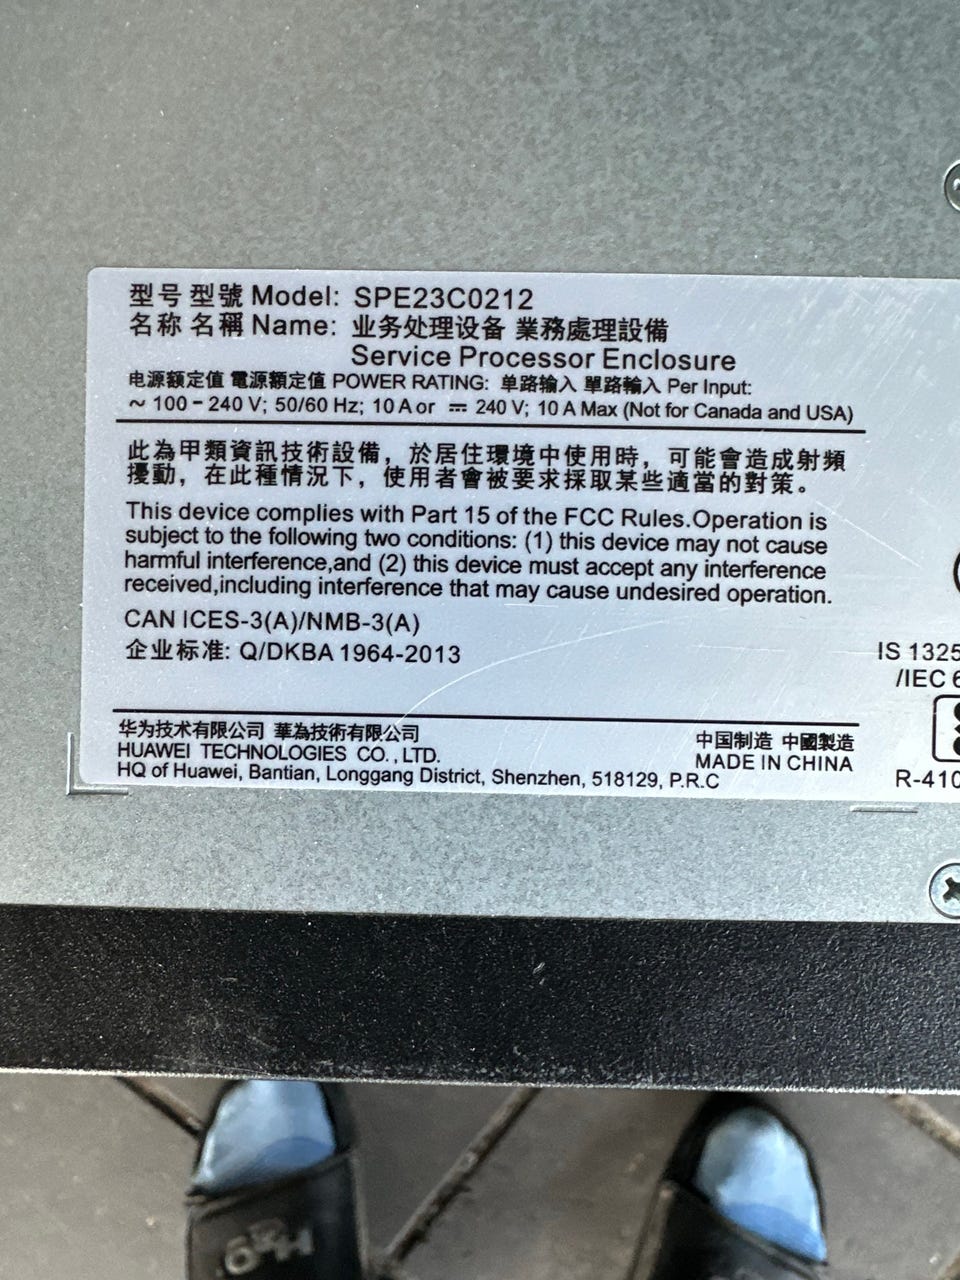 型号 型號 Model: SPE23C0212
名称 名稱 Name: 业务处理设备 業務處理設備
Service Processor Enclosure
电源额定值 電源額定值 POWER RATING: 单路输入 單路輸入 Per Input:
~ 100-240 V; 50/60 Hz; 10 A or ⎓ 240 V; 10 A Max (Not for Canada and USA)
此為甲類資訊技術設備，於居住環境中使用時，可能會造成射頻
擾動，在此種情況下，使用者會被要求採取某些適當的對策。
This device complies with Part 15 of the FCC Rules.Operation is
subject to the following two conditions: (1) this device may not cause
harmful interference,and (2) this device must accept any interference
received,including interference that may cause undesired operation.
CAN ICES-3(A)/NMB-3(A)
企业标准: Q/DKBA 1964-2013
IS 1325
/IEC 6
R-410
华为技术有限公司 華為技術有限公司
HUAWEI TECHNOLOGIES CO., LTD.
HQ of Huawei, Bantian, Longgang District, Shenzhen, 518129, P.R.C
中国制造 中國製造
MADE IN CHINA